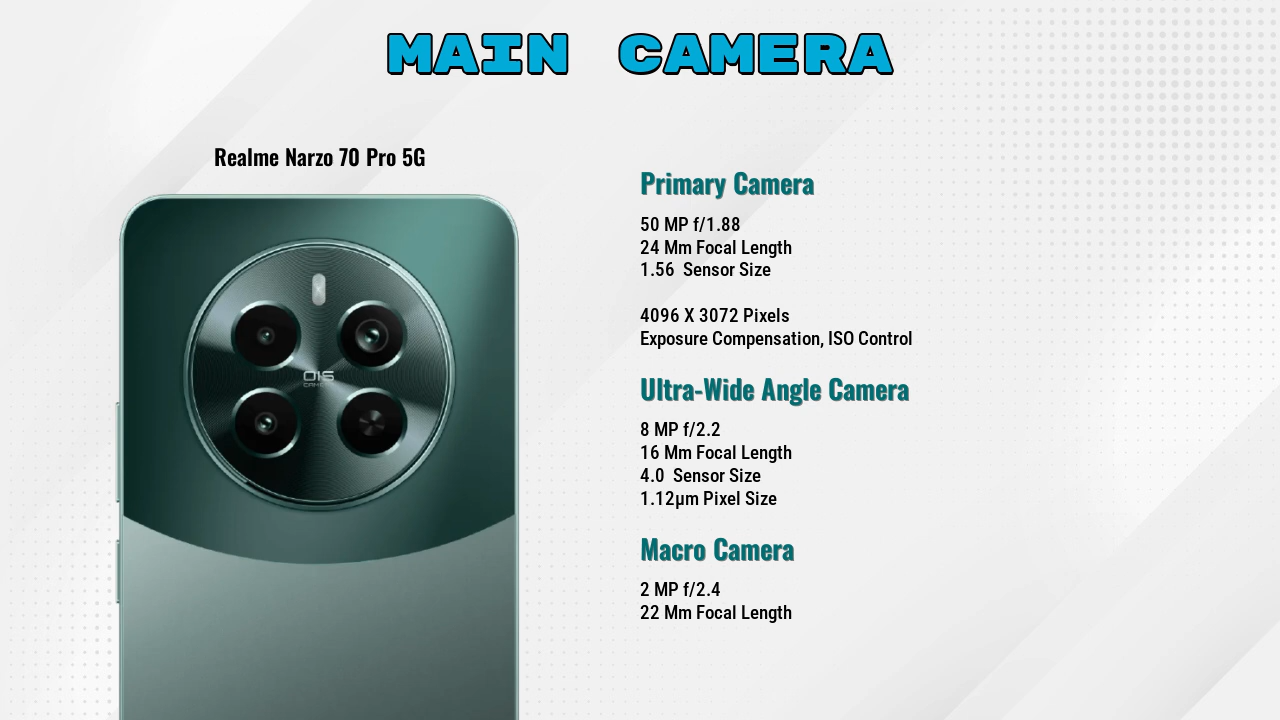 MAIN CAMERA
Realme Narzo 70 Pro 5G
Primary Camera
50 MP f/1.88
24 Mm Focal Length
1.56  Sensor Size
4096 X 3072 Pixels
Exposure Compensation, ISO Control
Ultra-Wide Angle Camera
8 MP f/2.2
16 Mm Focal Length
4.0  Sensor Size
1.12µm Pixel Size
Macro Camera
2 MP f/2.4
22 Mm Focal Length
OIS
CAMERA